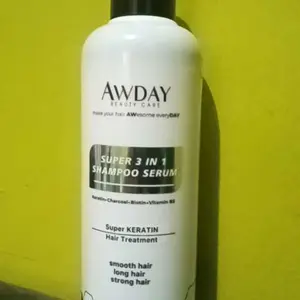 AWDAY
BEAUTY CARE
make your hair AWesome everyDAY
SUPER 3 IN 1
SHAMPOO SERUM
Keratin+Charcoal+Biotin+Vitamin B5
Super KERATIN
Hair Treatment
smooth hair
long hair
strong hair